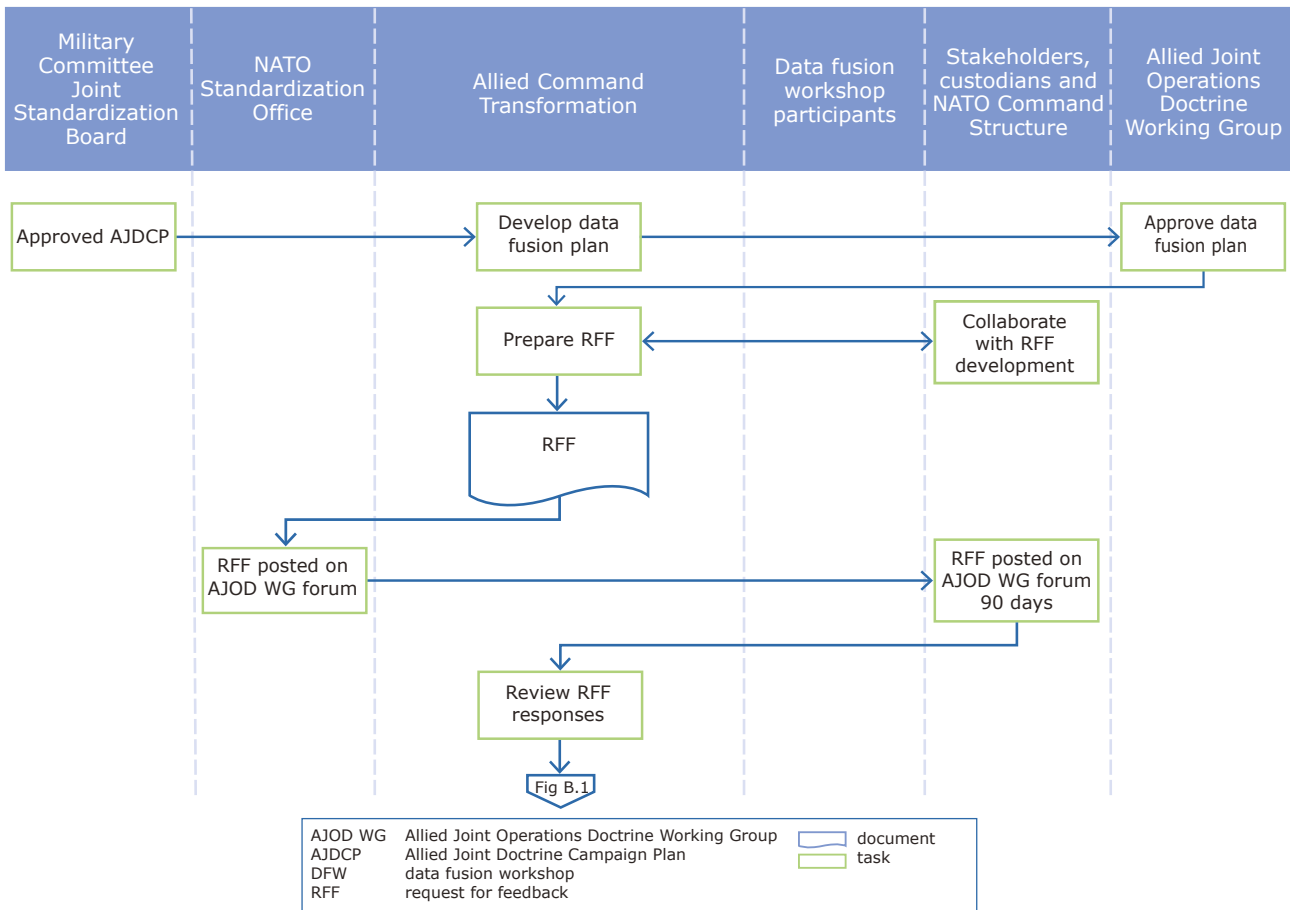 Military
Committee
Joint
Standardization
Board
NATO
Standardization
Office
Allied Command
Transformation
Data fusion
workshop
participants
Stakeholders,
custodians and
NATO Command
Structure
Allied Joint
Operations
Doctrine
Working Group
Approved AJDCP
Develop data
fusion plan
Approve data
fusion plan
Prepare RFF
Collaborate
with RFF
development
RFF
RFF posted on
AJOD WG forum
RFF posted on
AJOD WG forum
90 days
Review RFF
responses
Fig B.1
AJOD WG Allied Joint Operations Doctrine Working Group
AJDCP Allied Joint Doctrine Campaign Plan
DFW data fusion workshop
RFF request for feedback
document
task